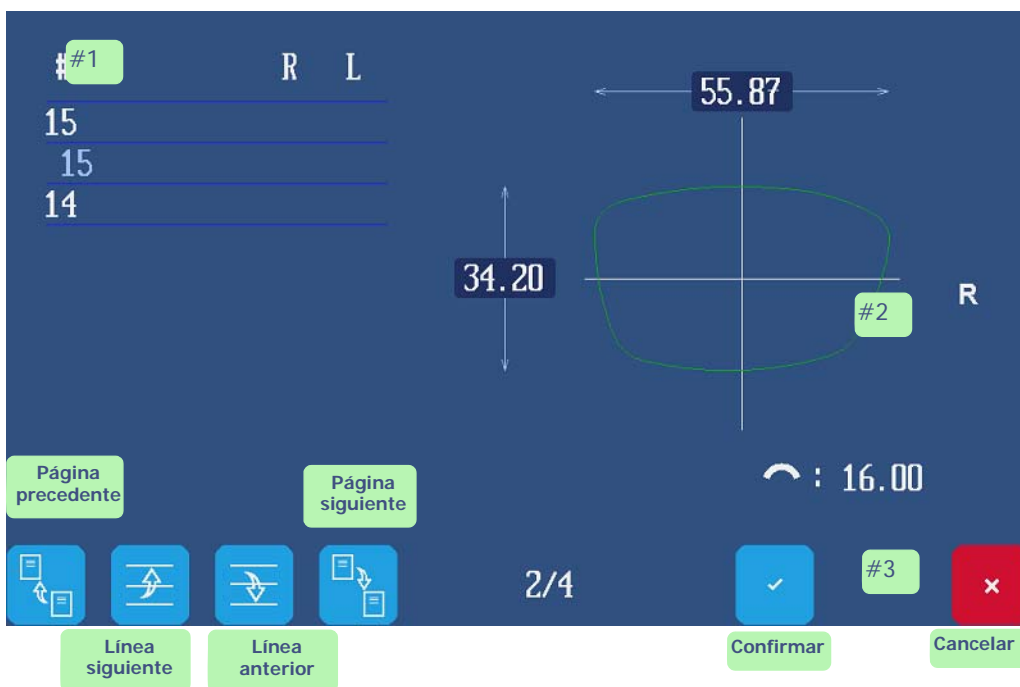 #
#1
R L
15
15
14
55.87
34.20
#2
R
: 16.00
Página
precedente
Página
siguiente
2/4
#3
Línea
siguiente
Línea
anterior
Confirmar
Cancelar